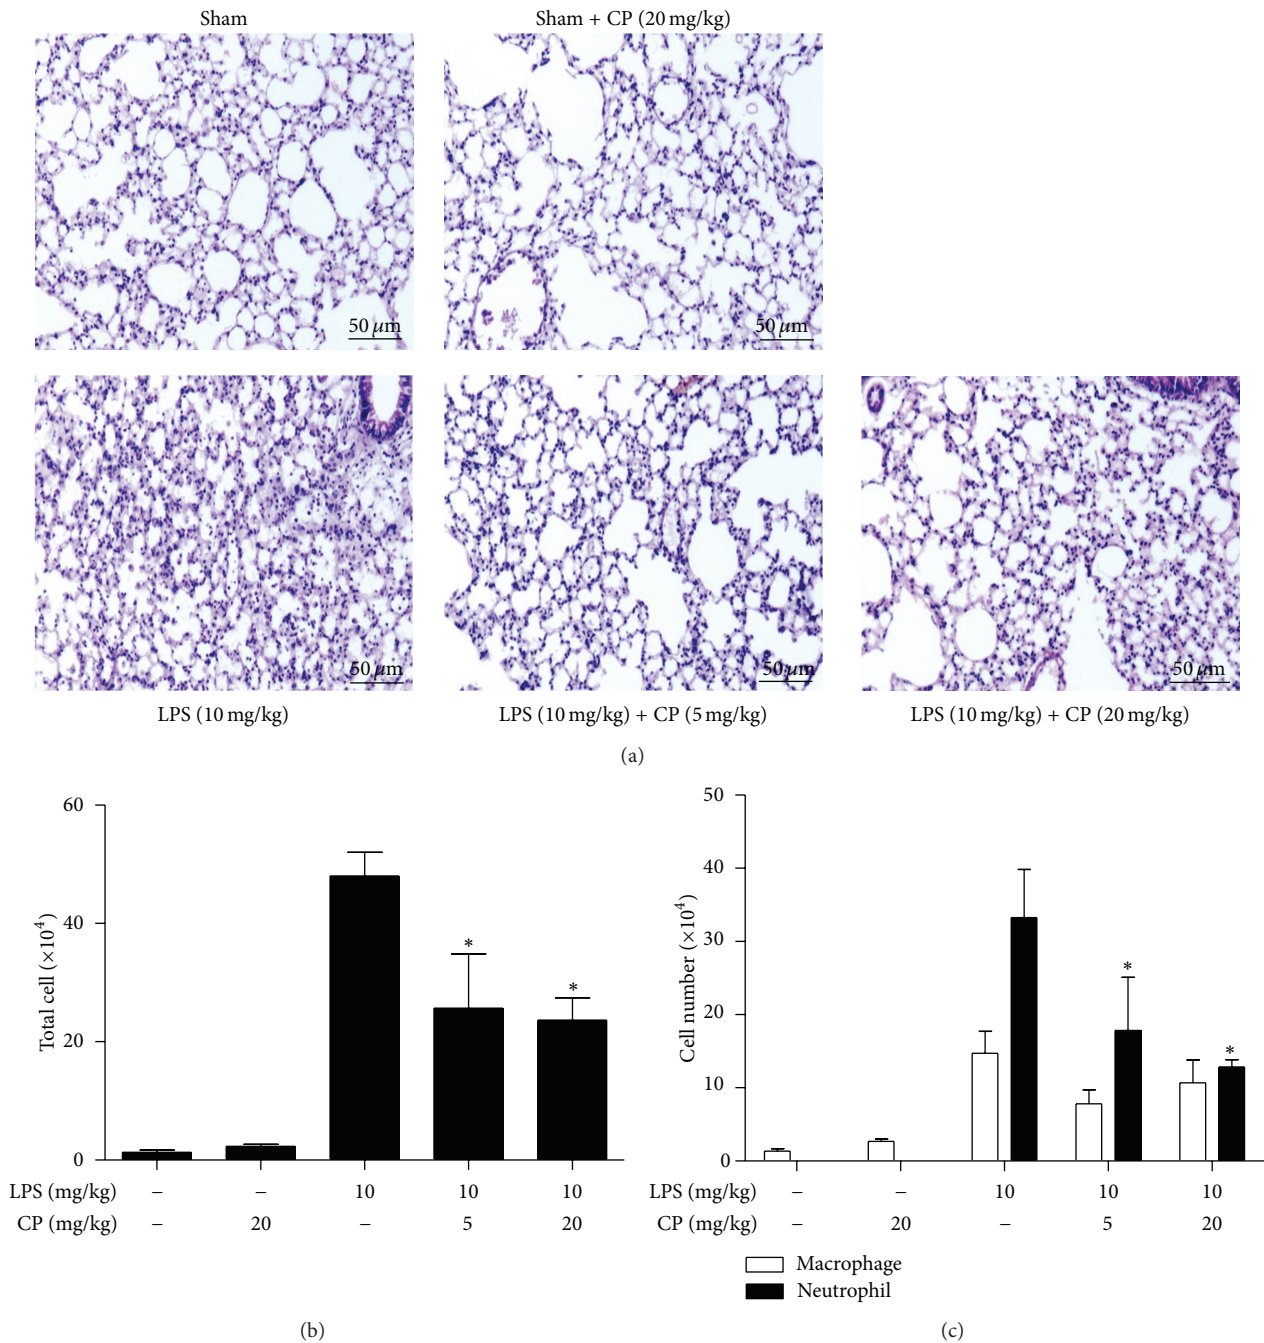 Sham
Sham + CP (20 mg/kg)
50 μm
50 μm
50 μm
50 μm
50 μm
LPS (10 mg/kg)
LPS (10 mg/kg) + CP (5 mg/kg)
LPS (10 mg/kg) + CP (20 mg/kg)
(a)
60
40
20
0
Total cell (×10⁴)
*
*
LPS (mg/kg) – – 10 10 10
CP (mg/kg) – 20 – 5 20
(b)
50
40
30
20
10
0
Cell number (×10⁴)
*
*
LPS (mg/kg) – – 10 10 10
CP (mg/kg) – 20 – 5 20
Macrophage
Neutrophil
(c)